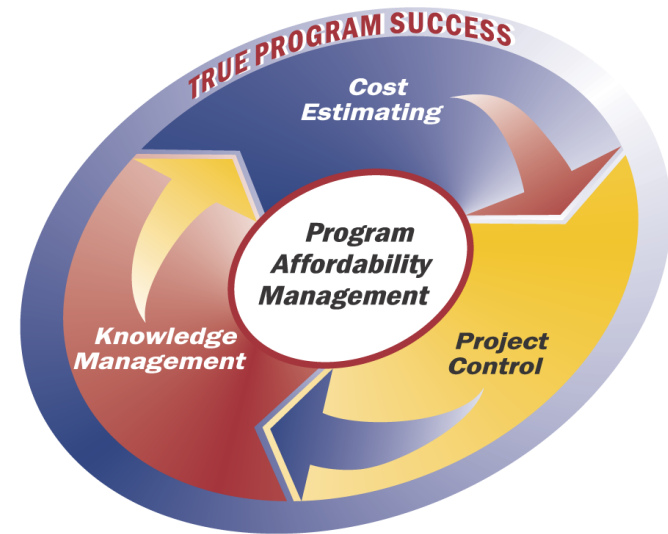 TRUE PROGRAM SUCCESS
Cost
Estimating
Program
Affordability
Management
Knowledge
Management
Project
Control